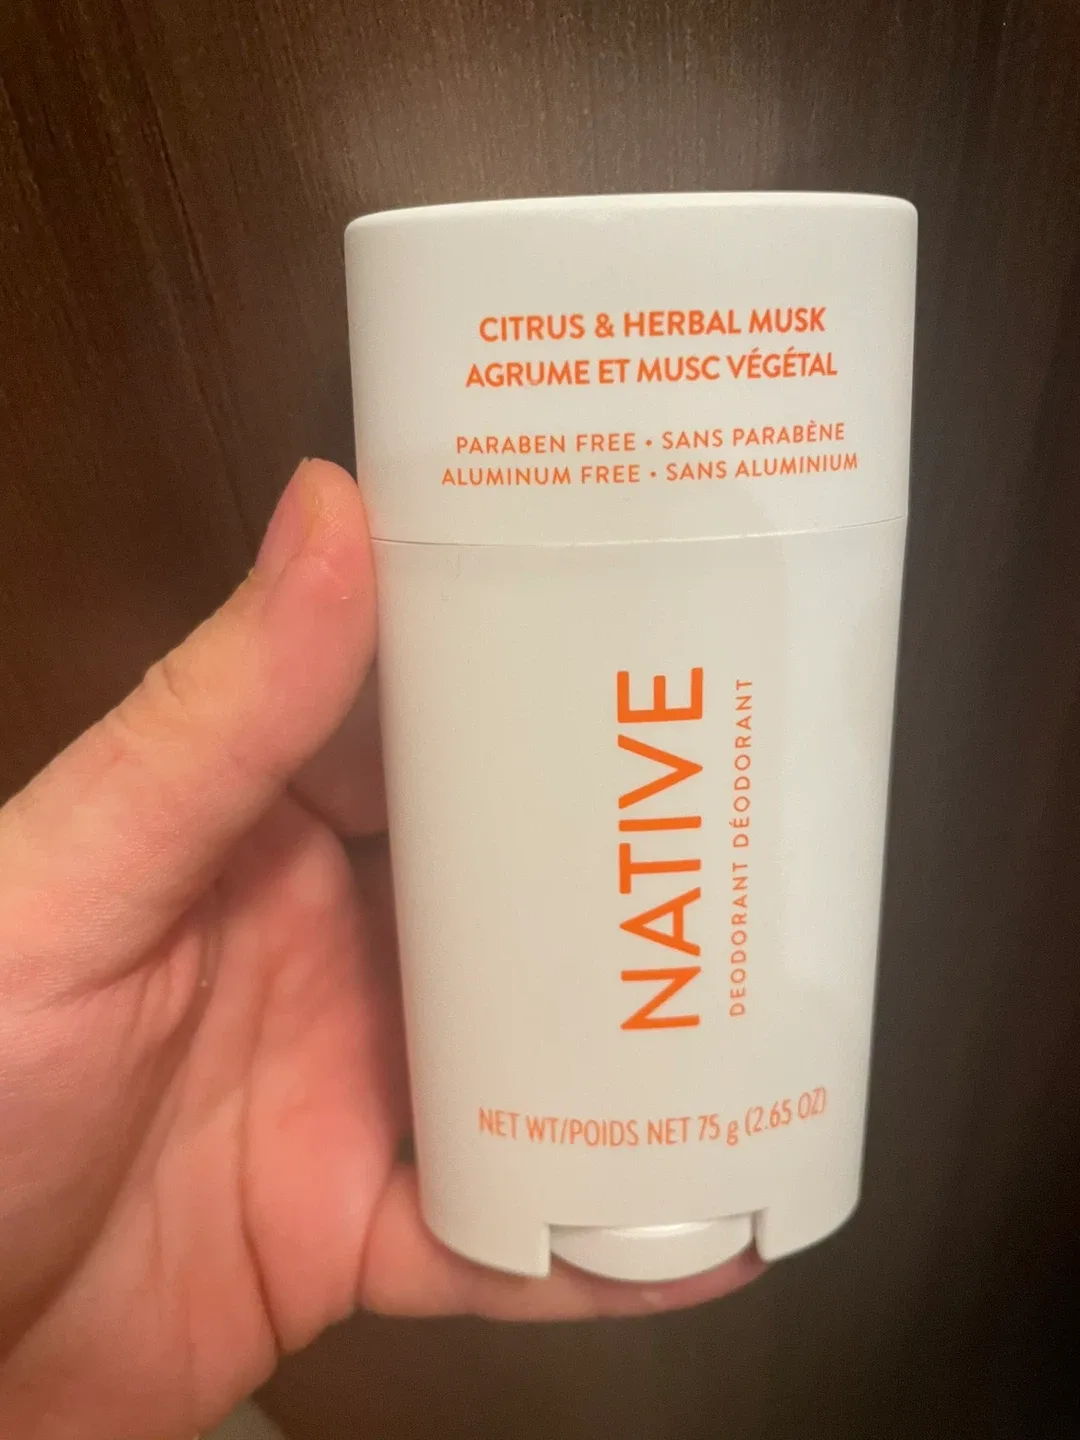 CITRUS & HERBAL MUSK
AGRUME ET MUSC VÉGÉTAL
PARABEN FREE • SANS PARABÈNE
ALUMINUM FREE • SANS ALUMINIUM
NATIVE
DEODORANT DÉODORANT
NET WT/POIDS NET 75 g (2.65 OZ)